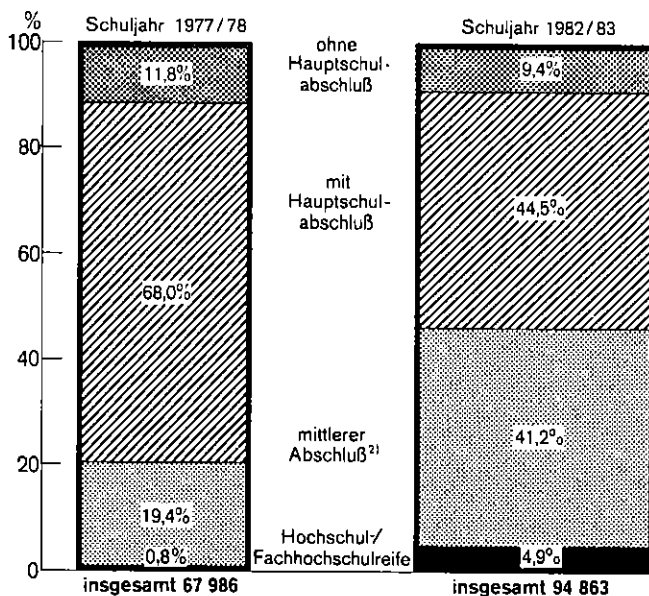 %
Schuljahr 1977/78
Schuljahr 1982/83
100
80
60
40
20
0
11,8%
68,0%
19,4%
0,8%
insgesamt 67 986
ohne
Hauptschul-
abschluß
mit
Hauptschul-
abschluß
mittlerer
Abschluß²⁾
Hochschul-/
Fachhochschulreife
9,4%
44,5%
41,2%
4,9%
insgesamt 94 863